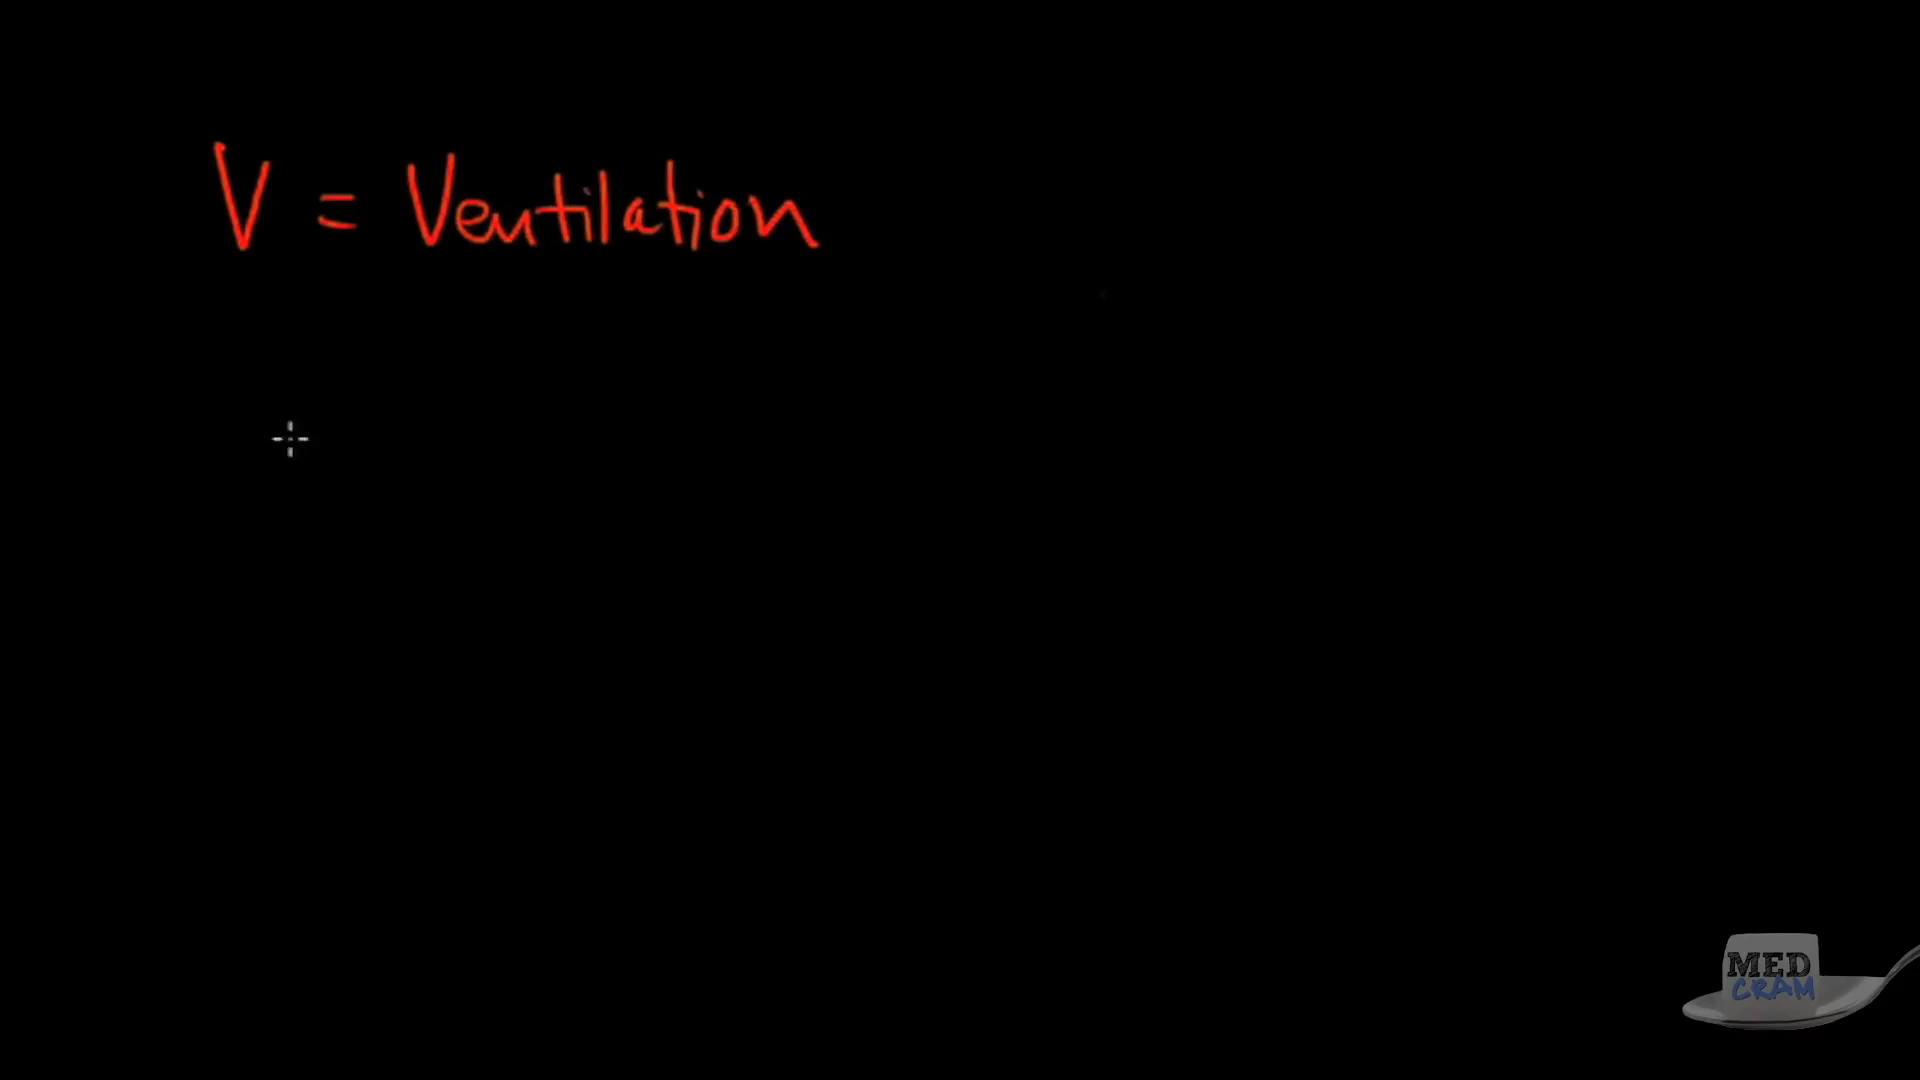 V = Ventilation
MED
CRAM